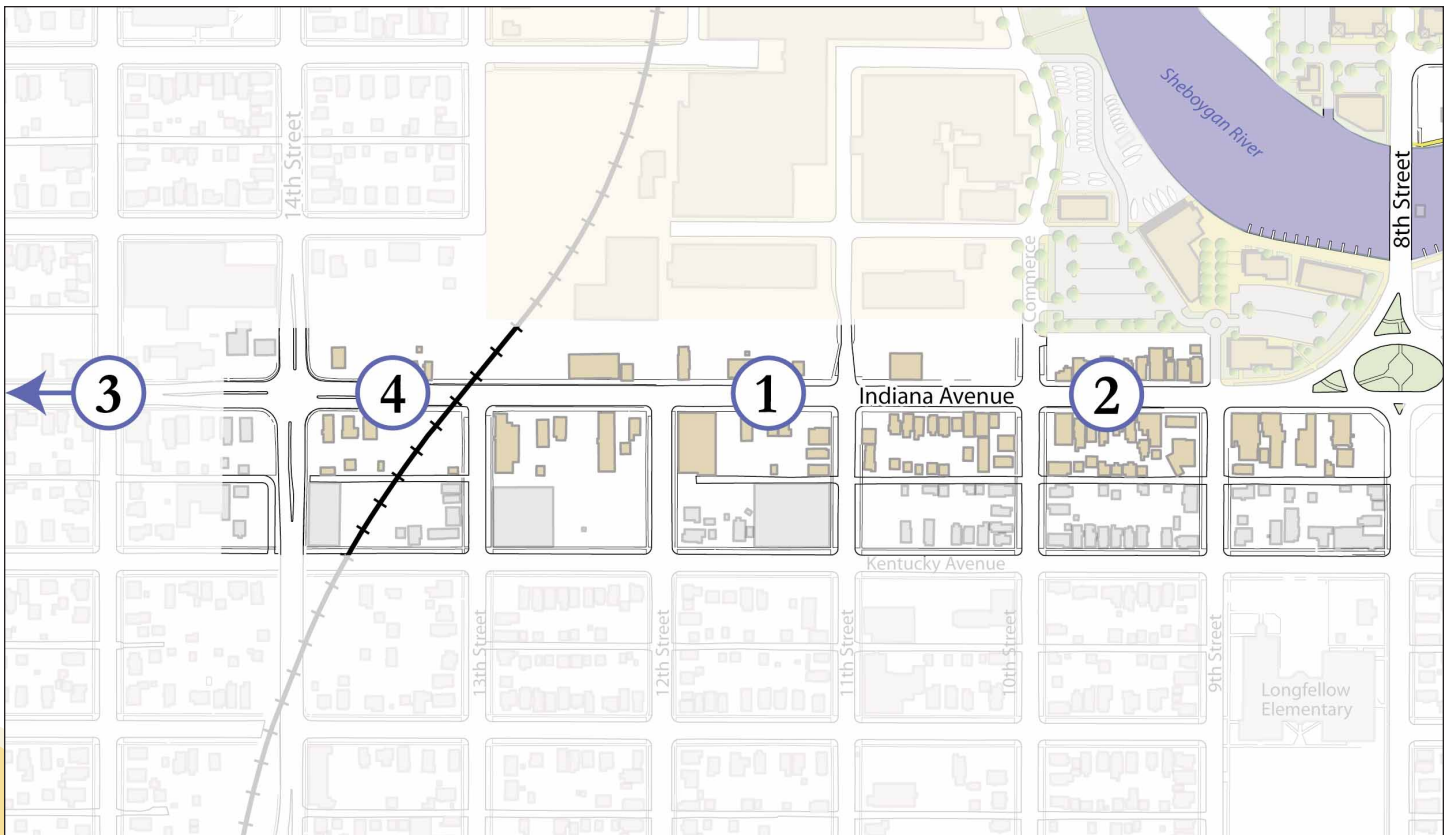 14th Street
Sheboygan River
8th Street
Commerce
3
4
1
Indiana Avenue
2
Kentucky Avenue
13th Street
12th Street
11th Street
10th Street
9th Street
Longfellow
Elementary